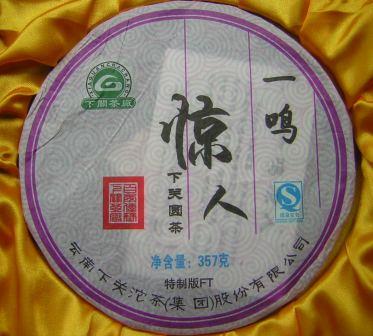 下關茶廠
一鸣
惊人
下关圆茶
QS
净含量：357克
特制版FT
云南下关沱茶(集团)股份有限公司